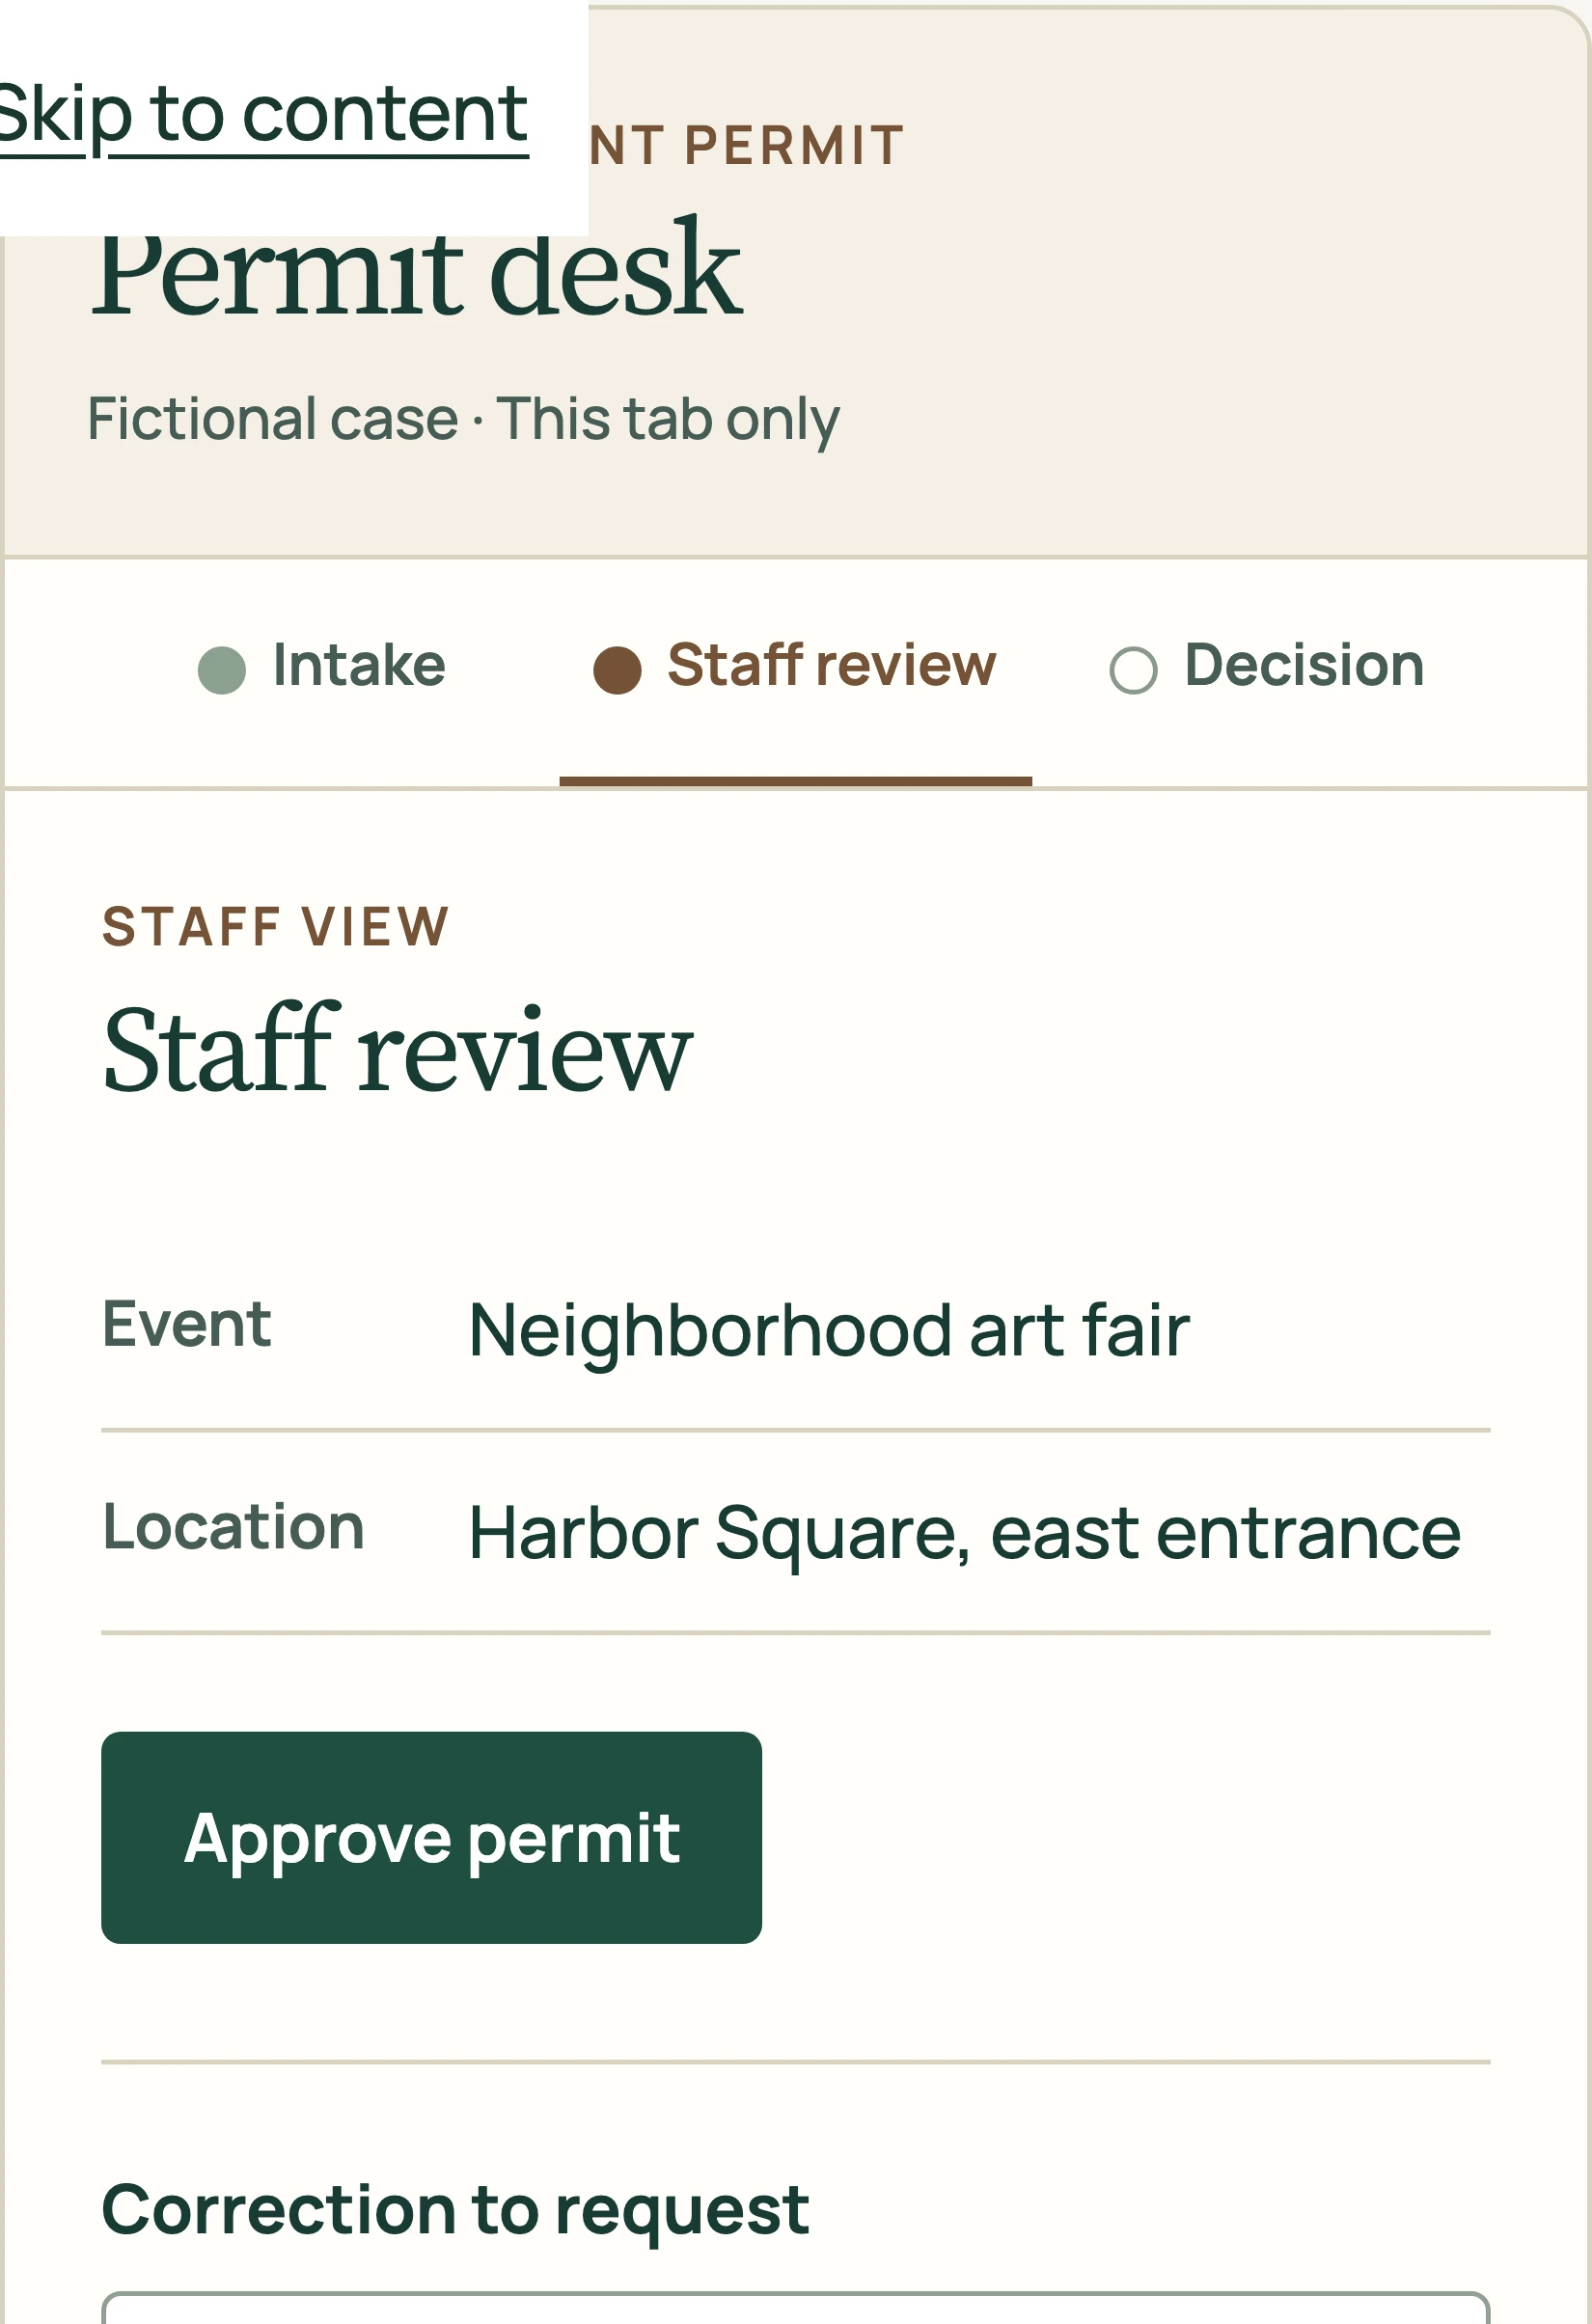 Skip to content
NT PERMIT
Permit desk
Fictional case · This tab only
Intake
Staff review
Decision
STAFF VIEW
Staff review
Event
Neighborhood art fair
Location
Harbor Square, east entrance
Approve permit
Correction to request